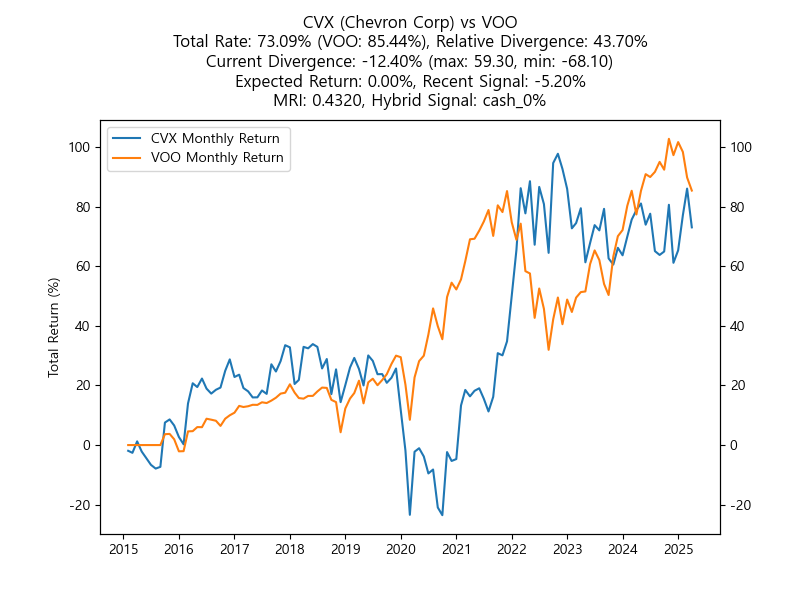 CVX (Chevron Corp) vs VOO
Total Rate: 73.09% (VOO: 85.44%), Relative Divergence: 43.70%
Current Divergence: -12.40% (max: 59.30, min: -68.10)
Expected Return: 0.00%, Recent Signal: -5.20%
MRI: 0.4320, Hybrid Signal: cash_0%
CVX Monthly Return
VOO Monthly Return
Total Return (%)
100
80
60
40
20
0
-20
100
80
60
40
20
0
-20
2015 2016 2017 2018 2019 2020 2021 2022 2023 2024 2025